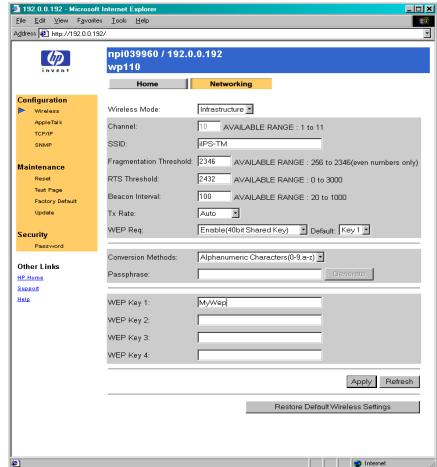 192.0.0.192 - Microsoft Internet Explorer
File Edit View Favorites Tools Help
Address http://192.0.0.192/
hp
invent
npi039960 / 192.0.0.192
wp110
Home Networking
Configuration
Wireless
AppleTalk
TCP/IP
SNMP
Maintenance
Reset
Test Page
Factory Default
Update
Security
Password
Other Links
HP Home
Support
Help
Wireless Mode: Infrastructure
Channel: 10 AVAILABLE RANGE : 1 to 11
SSID: iIPS-TM
Fragmentation Threshold: 2346 AVAILABLE RANGE : 256 to 2346(even numbers only)
RTS Threshold: 2432 AVAILABLE RANGE : 0 to 3000
Beacon Interval: 100 AVAILABLE RANGE : 20 to 1000
Tx Rate: Auto
WEP Req: Enable(40bit Shared Key) Default: Key 1
Conversion Methods: Alphanumeric Characters(0-9,a-z)
Passphrase: Generate
WEP Key 1: MyWep
WEP Key 2:
WEP Key 3:
WEP Key 4:
Apply Refresh
Restore Default Wireless Settings
Internet